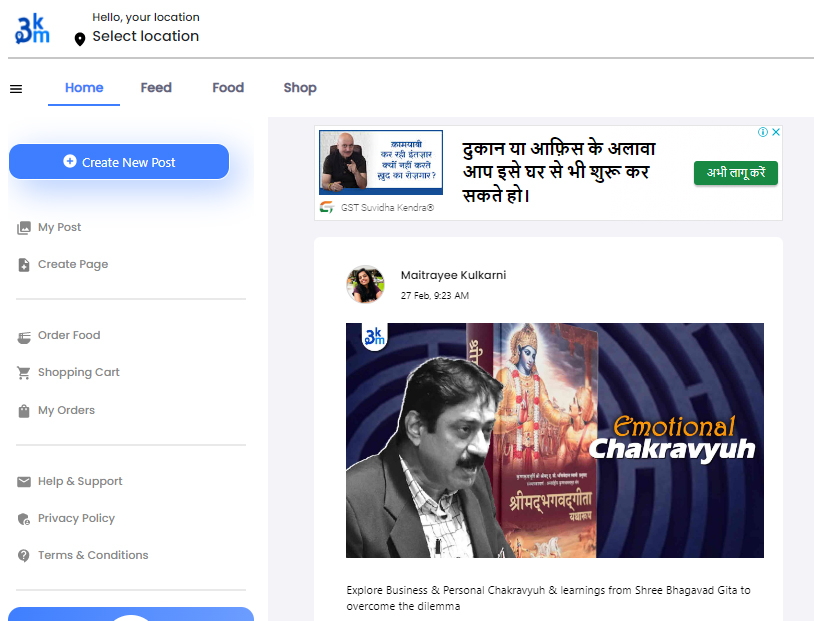 3km
Hello, your location
Select location
Home
Feed
Food
Shop
Create New Post
My Post
Create Page
Order Food
Shopping Cart
My Orders
Help & Support
Privacy Policy
Terms & Conditions
कामयाबी
कर रही इंतज़ार
क्यों नहीं करते
ख़ुद का रोज़गार?
GST Suvidha Kendra®
दुकान या आफ़िस के अलावा
आप इसे घर से भी शुरू कर
सकते हो।
अभी लागू करें
Maitrayee Kulkarni
27 Feb, 9:23 AM
3km
Emotional
Chakravyuh
श्रीमद्भगवद्गीता
यथारूप
Explore Business & Personal Chakravyuh & learnings from Shree Bhagavad Gita to
overcome the dilemma